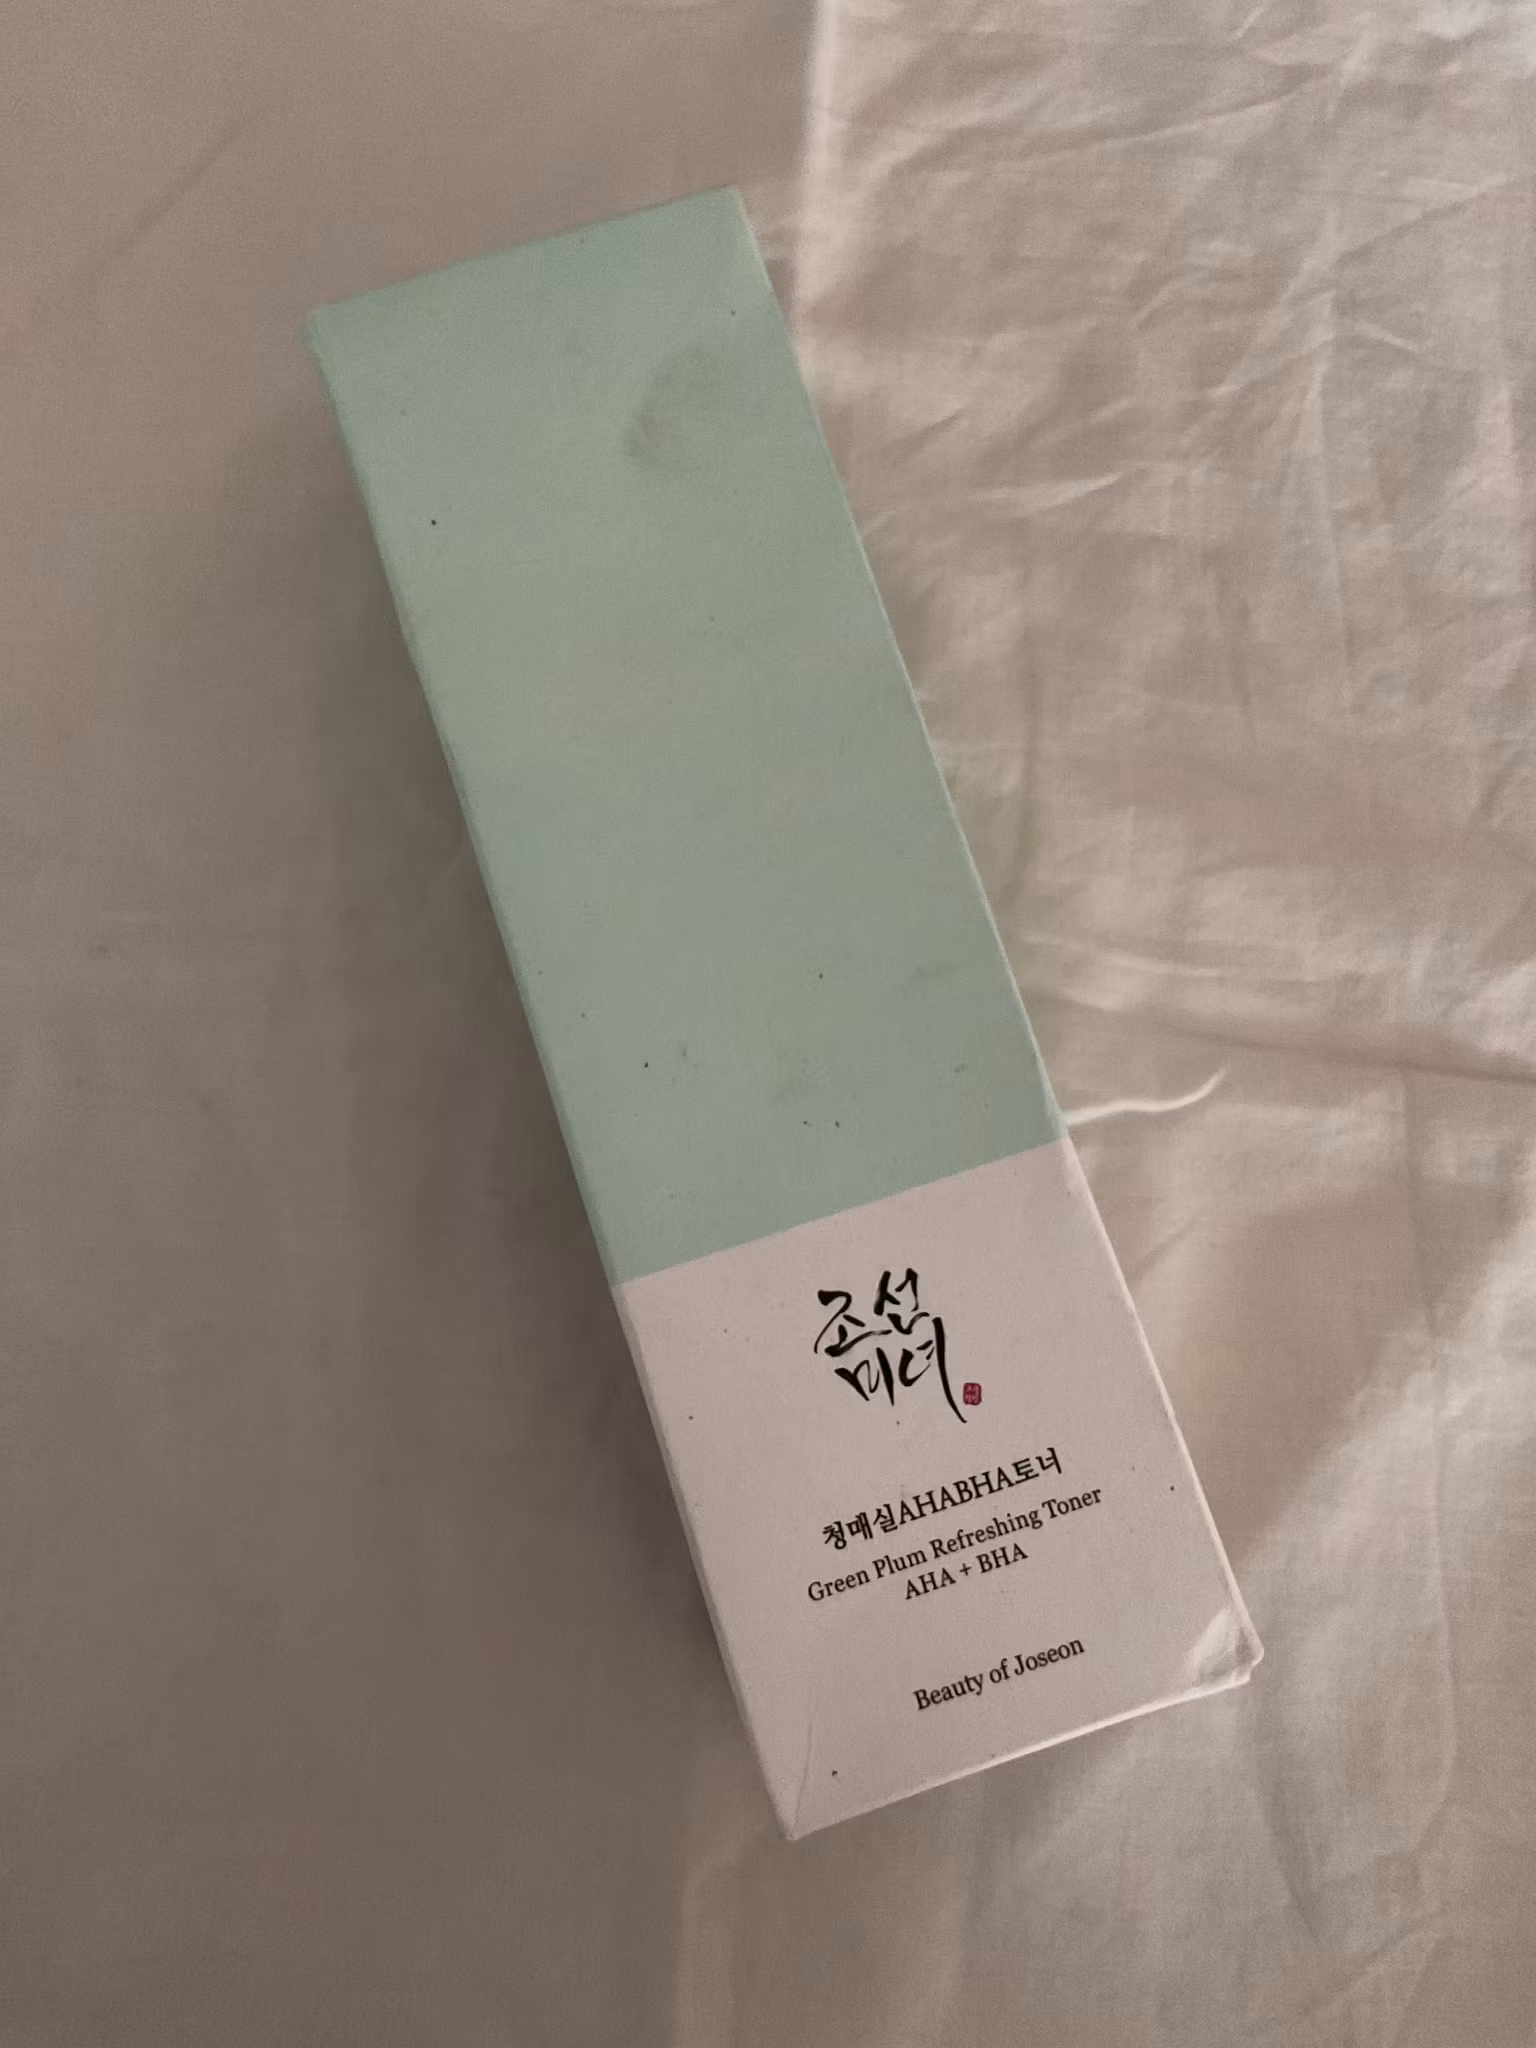 조선
미녀
청매실AHABHA토너
Green Plum Refreshing Toner
AHA + BHA
Beauty of Joseon